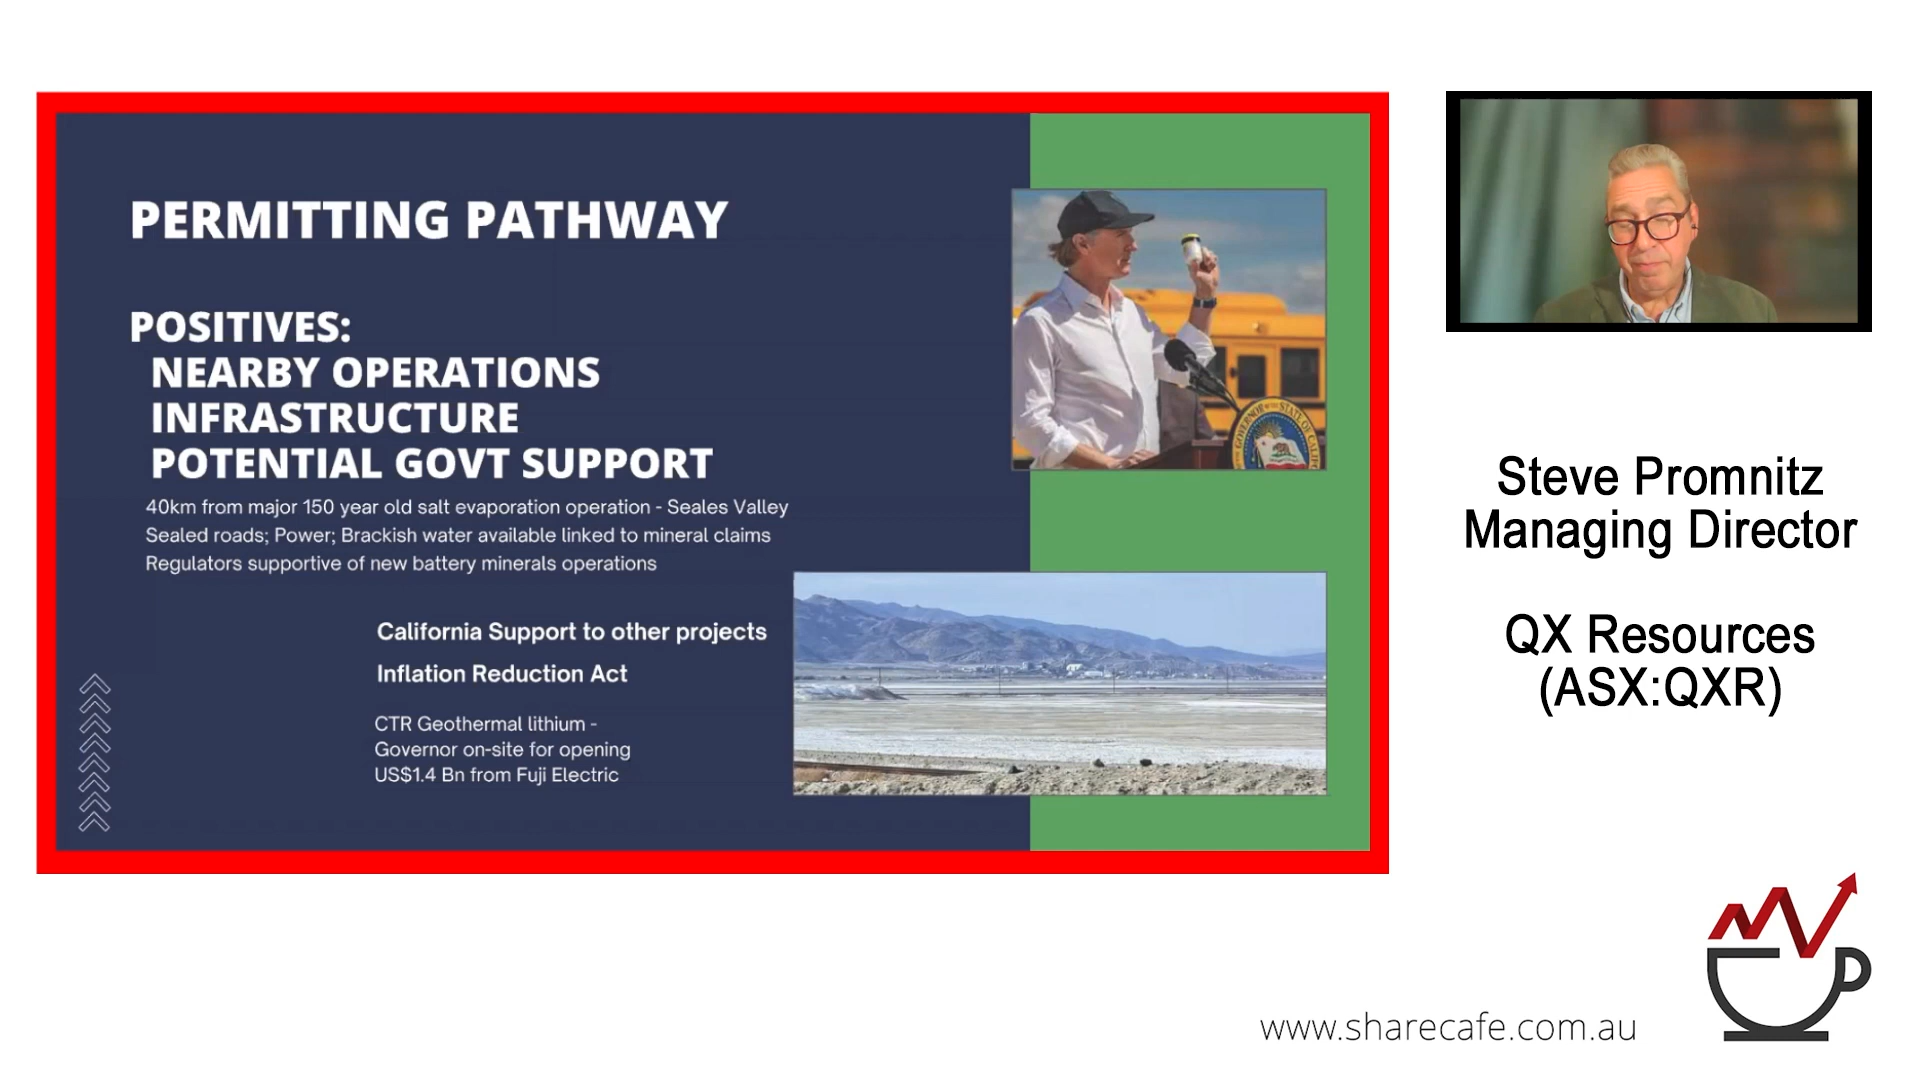 PERMITTING PATHWAY
POSITIVES:
NEARBY OPERATIONS
INFRASTRUCTURE
POTENTIAL GOVT SUPPORT
40km from major 150 year old salt evaporation operation - Seales Valley
Sealed roads; Power; Brackish water available linked to mineral claims
Regulators supportive of new battery minerals operations
California Support to other projects
Inflation Reduction Act
CTR Geothermal lithium -
Governor on-site for opening
US$1.4 Bn from Fuji Electric
Steve Promnitz
Managing Director
QX Resources
(ASX:QXR)
www.sharecafe.com.au